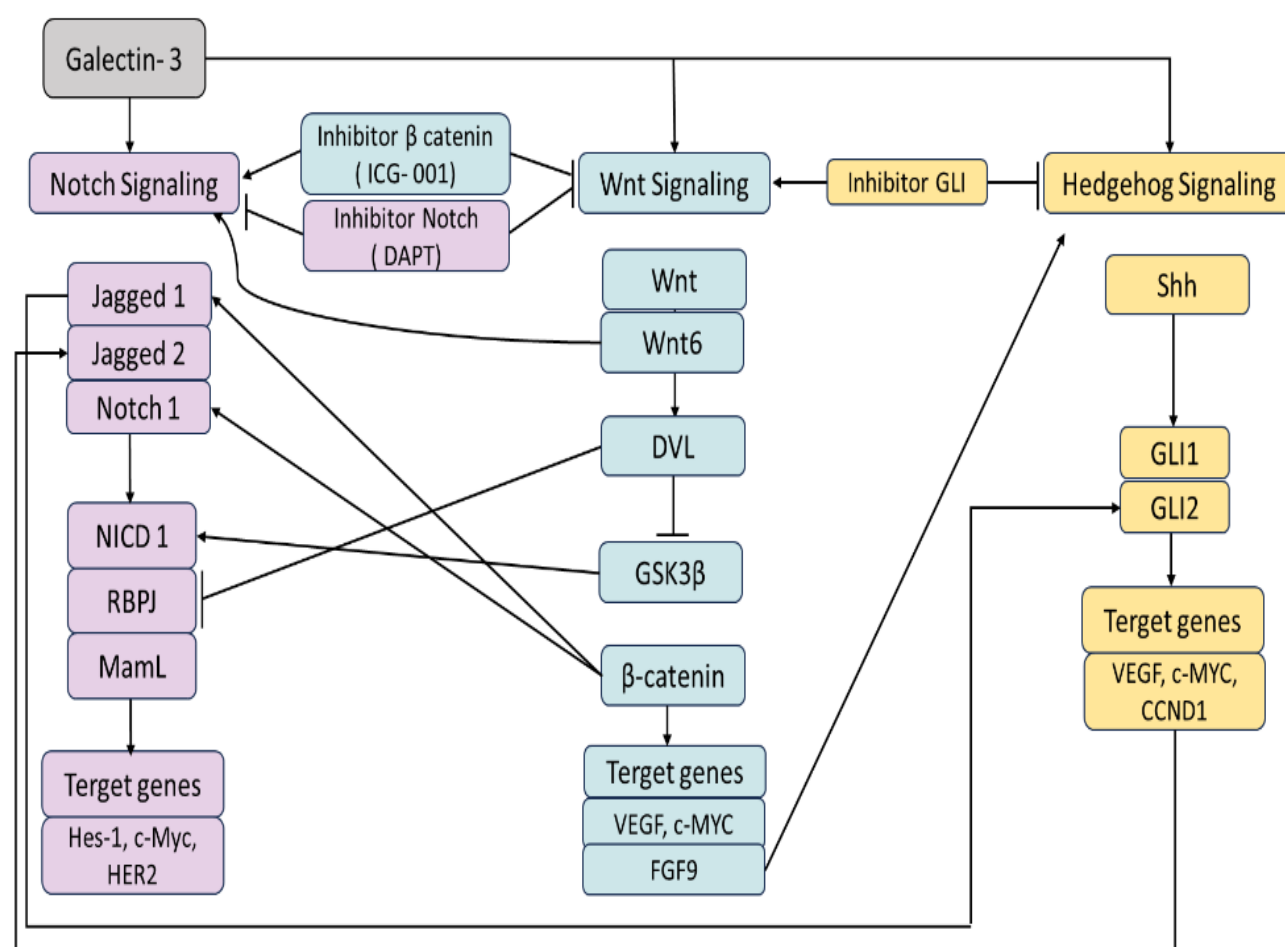 Galectin- 3
Inhibitor β catenin
( ICG- 001)
Notch Signaling
Wnt Signaling
Inhibitor GLI
Hedgehog Signaling
Inhibitor Notch
( DAPT)
Jagged 1
Jagged 2
Notch 1
NICD 1
RBPJ
MamL
Terget genes
Hes-1, c-Myc,
HER2
Wnt
Wnt6
DVL
GSK3β
β-catenin
Terget genes
VEGF, c-MYC
FGF9
Shh
GLI1
GLI2
Terget genes
VEGF, c-MYC,
CCND1